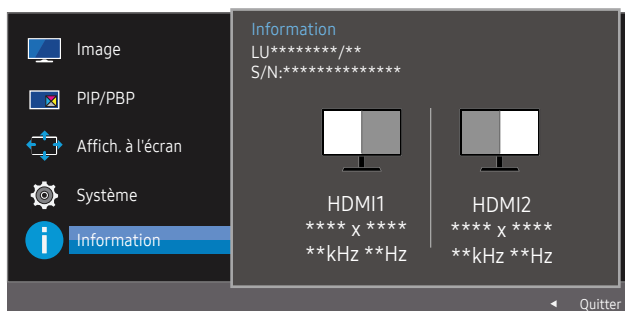 Image
PIP/PBP
Affich. à l'écran
Système
Information
Information
LU********/**
S/N:**************
HDMI1
**** x ****
**kHz **Hz
HDMI2
**** x ****
**kHz **Hz
Quitter